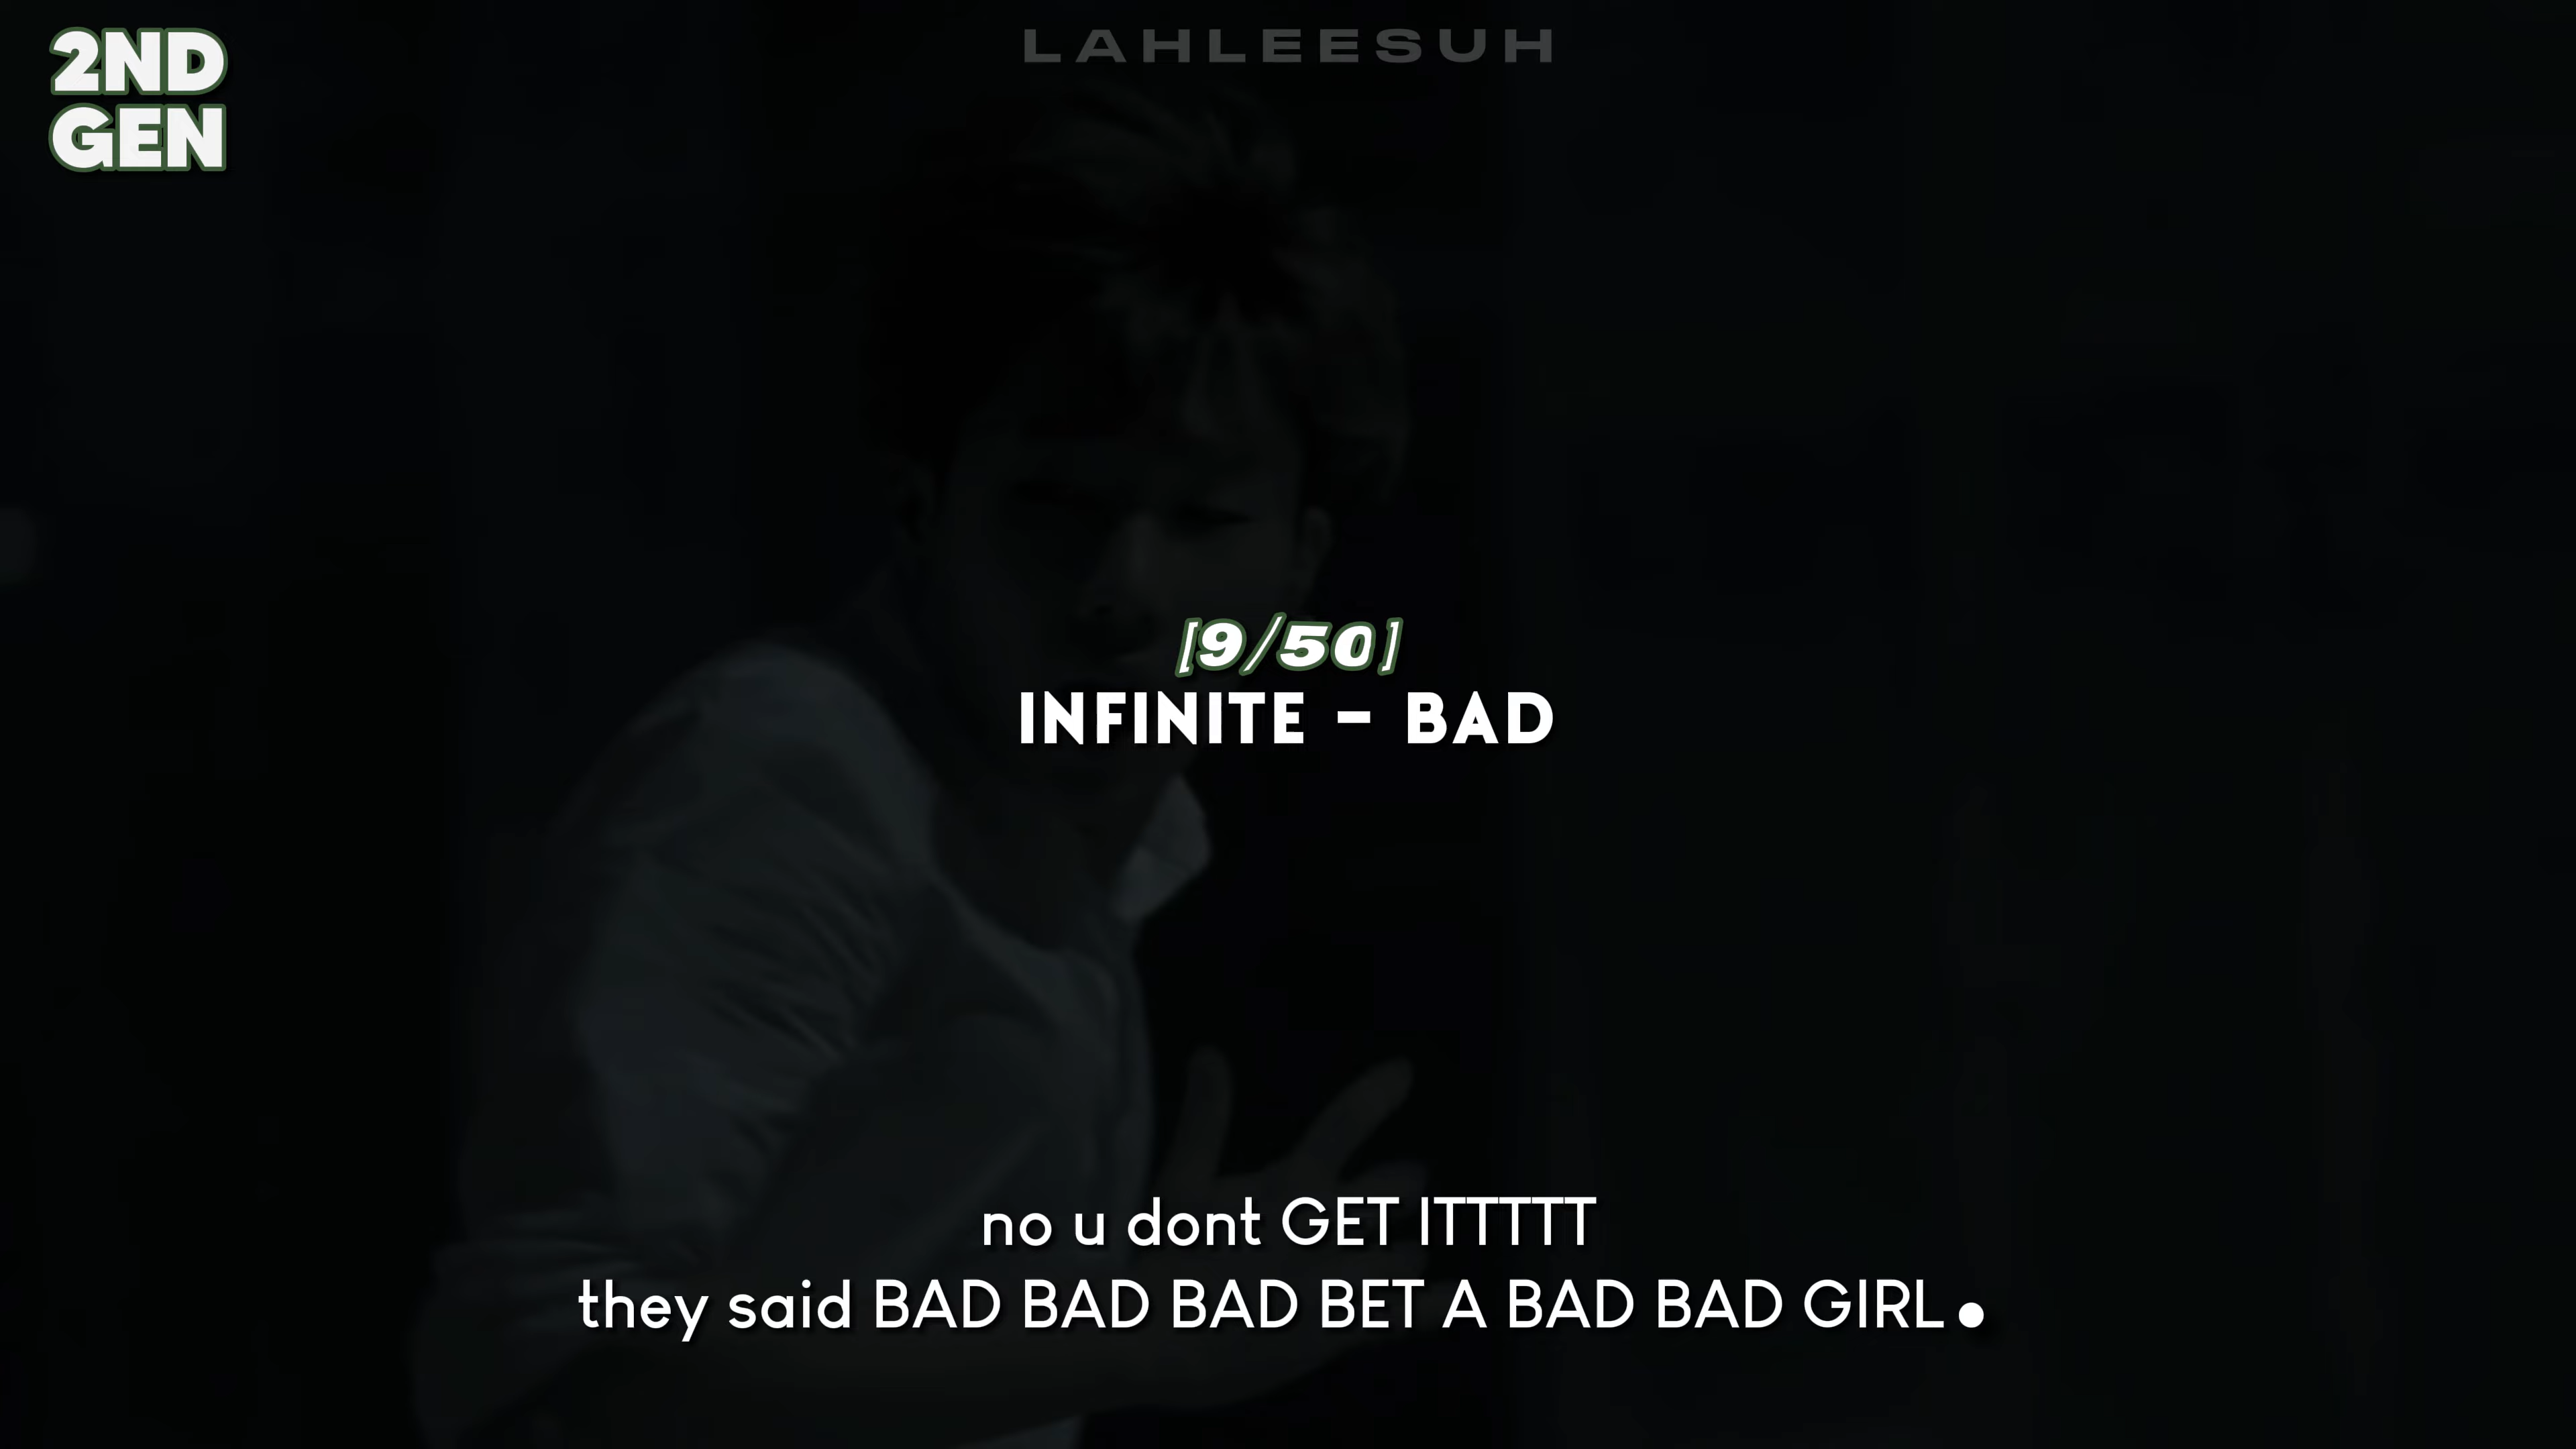 2ND
GEN
LAHLEESUH
[9/50]
INFINITE - BAD
no u dont GET ITTTTTT
they said BAD BAD BAD BET A BAD BAD GIRL.